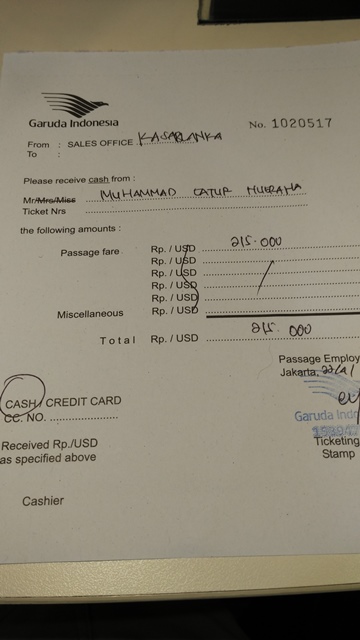 Garuda Indonesia
No. 1020517
From : SALES OFFICE KASABLANKA
To :
Please receive cash from :
Mr/Mrs/Miss MUHAMMAD CATUR NUGRAHA
Ticket Nrs
the following amounts :
Passage fare Rp. / USD 215.000
Rp. / USD
Rp. / USD
Rp. / USD
Rp. / USD
Miscellaneous Rp. / USD
Total Rp. / USD 215.000
Passage Employ
Jakarta,
CASH/ CREDIT CARD
CC. NO.
Garuda Indo
Received Rp./USD
as specified above
Ticketing
Stamp
Cashier